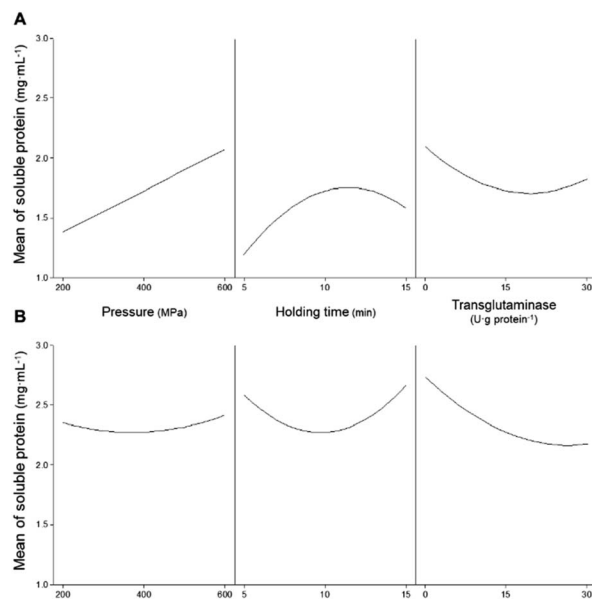 A
Mean of soluble protein (mg·mL-1)
3.0
2.5
2.0
1.5
1.0
200 400 600 5 10 15 0 15 30
Pressure (MPa) Holding time (min) Transglutaminase
(U·g protein-1)
B
Mean of soluble protein (mg·mL-1)
3.0
2.5
2.0
1.5
1.0
200 400 600 5 10 15 0 15 30